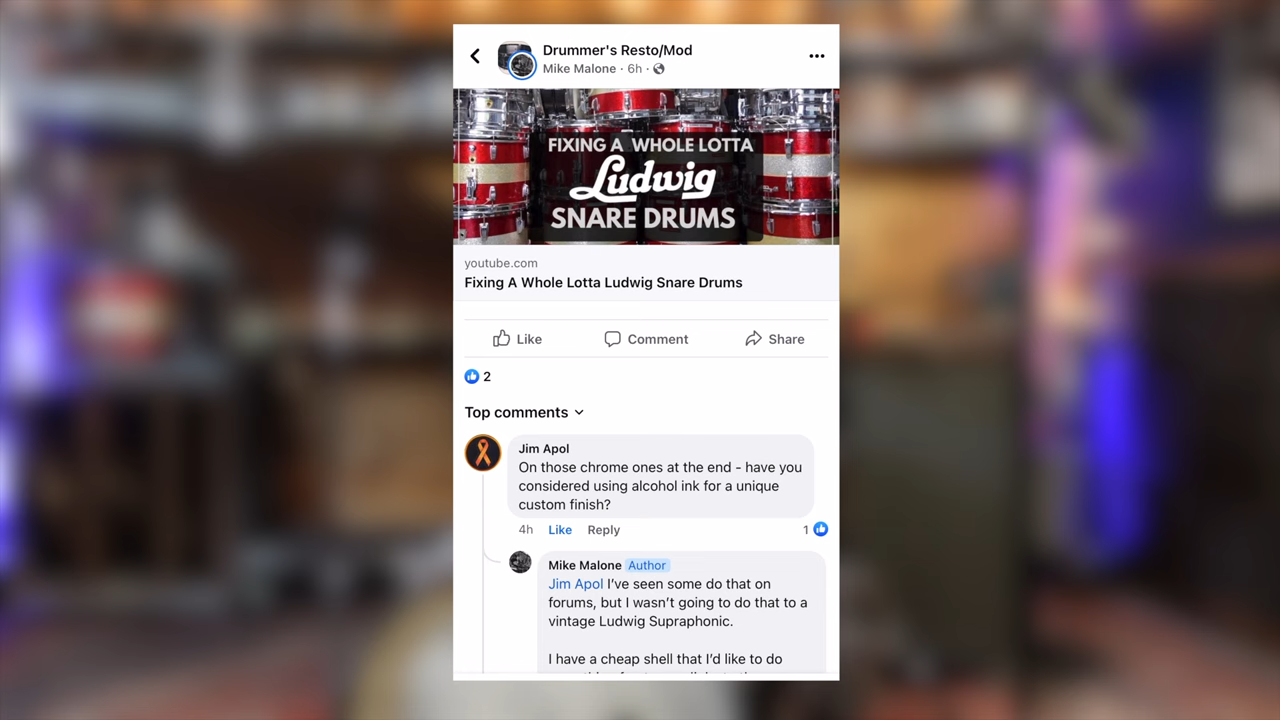 Drummer's Resto/Mod
Mike Malone · 6h ·
FIXING A WHOLE LOTTA
Ludwig
SNARE DRUMS
youtube.com
Fixing A Whole Lotta Ludwig Snare Drums
Like Comment Share
2
Top comments
Jim Apol
On those chrome ones at the end - have you
considered using alcohol ink for a unique
custom finish?
4h Like Reply 1
Mike Malone Author
Jim Apol I've seen some do that on
forums, but I wasn't going to do that to a
vintage Ludwig Supraphonic.
I have a cheap shell that I'd like to do